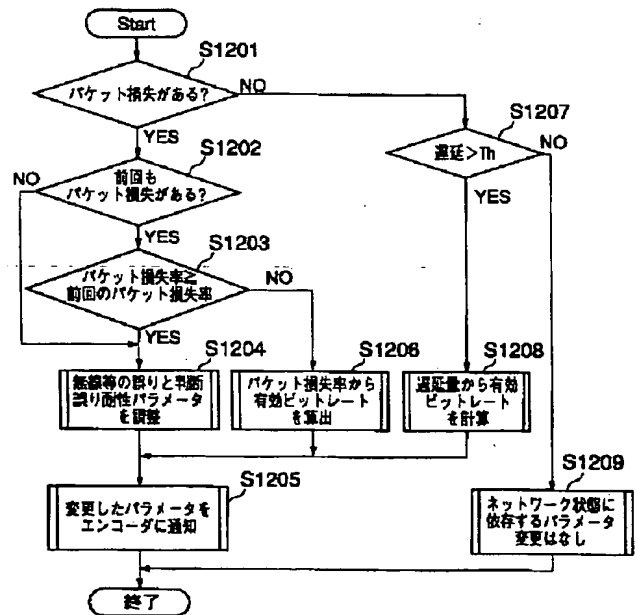 Start
S1201
パケット損失がある?
NO
YES
S1207
遅延>Th
NO
YES
S1202
前回も
パケット損失がある?
NO
YES
S1203
パケット損失率≧
前回のパケット損失率
NO
YES
S1204
無線等の誤りと判断
誤り耐性パラメータ
を調整
S1206
パケット損失率から
有効ビットレート
を算出
S1208
遅延量から有効
ビットレート
を計算
S1205
変更したパラメータを
エンコーダに通知
S1209
ネットワーク状態に
依存するパラメータ
変更はなし
終了